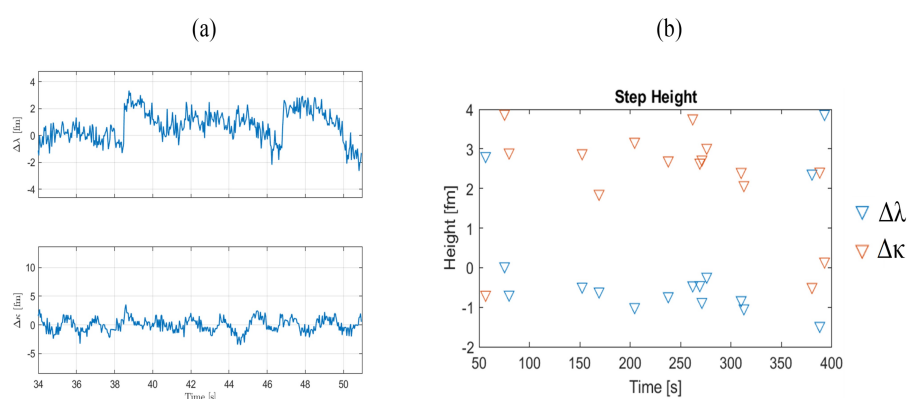 (a)
4
2
0
-2
-4
Δλ [fm]
10
5
0
-5
Δκ [fm]
34 36 38 40 42 44 46 48 50
Time [s]
(b)
Step Height
4
3
2
1
0
-1
-2
Height [fm]
50 100 150 200 250 300 350 400
Time [s]
Δλ
Δκ